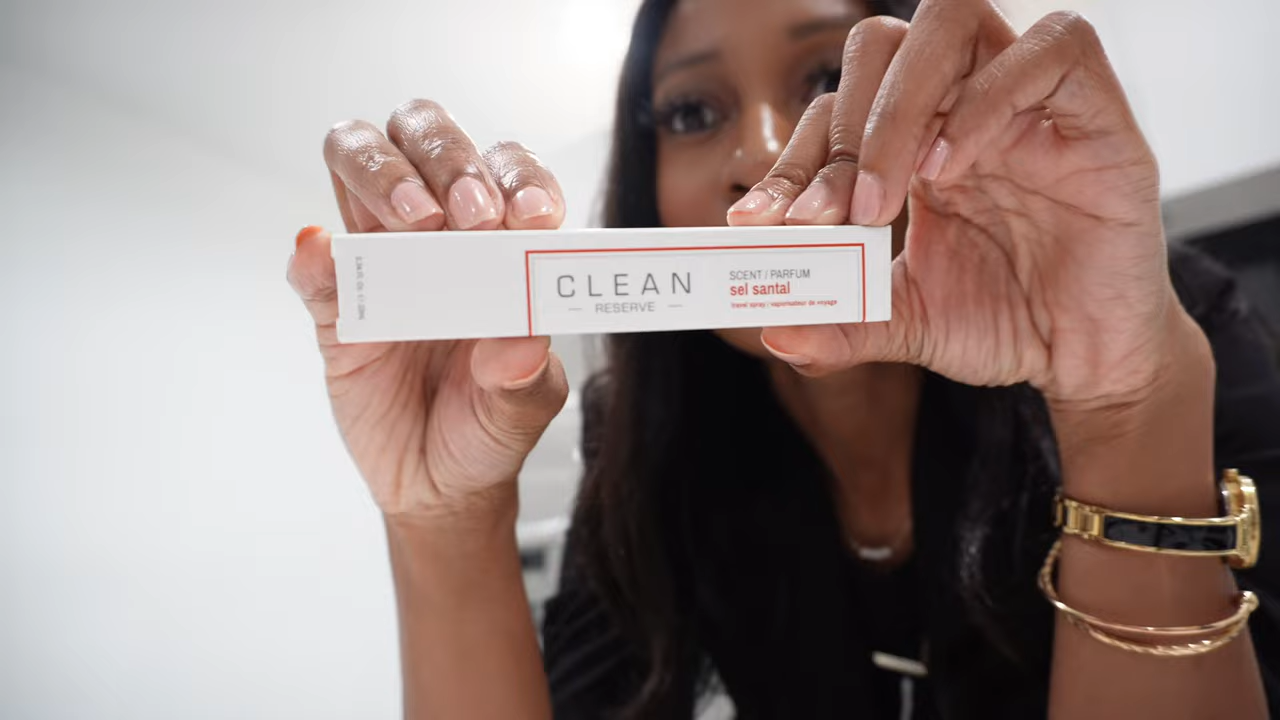 CLEAN
RESERVE
SCENT / PARFUM
sel santal
travel spray / vaporisateur de voyage